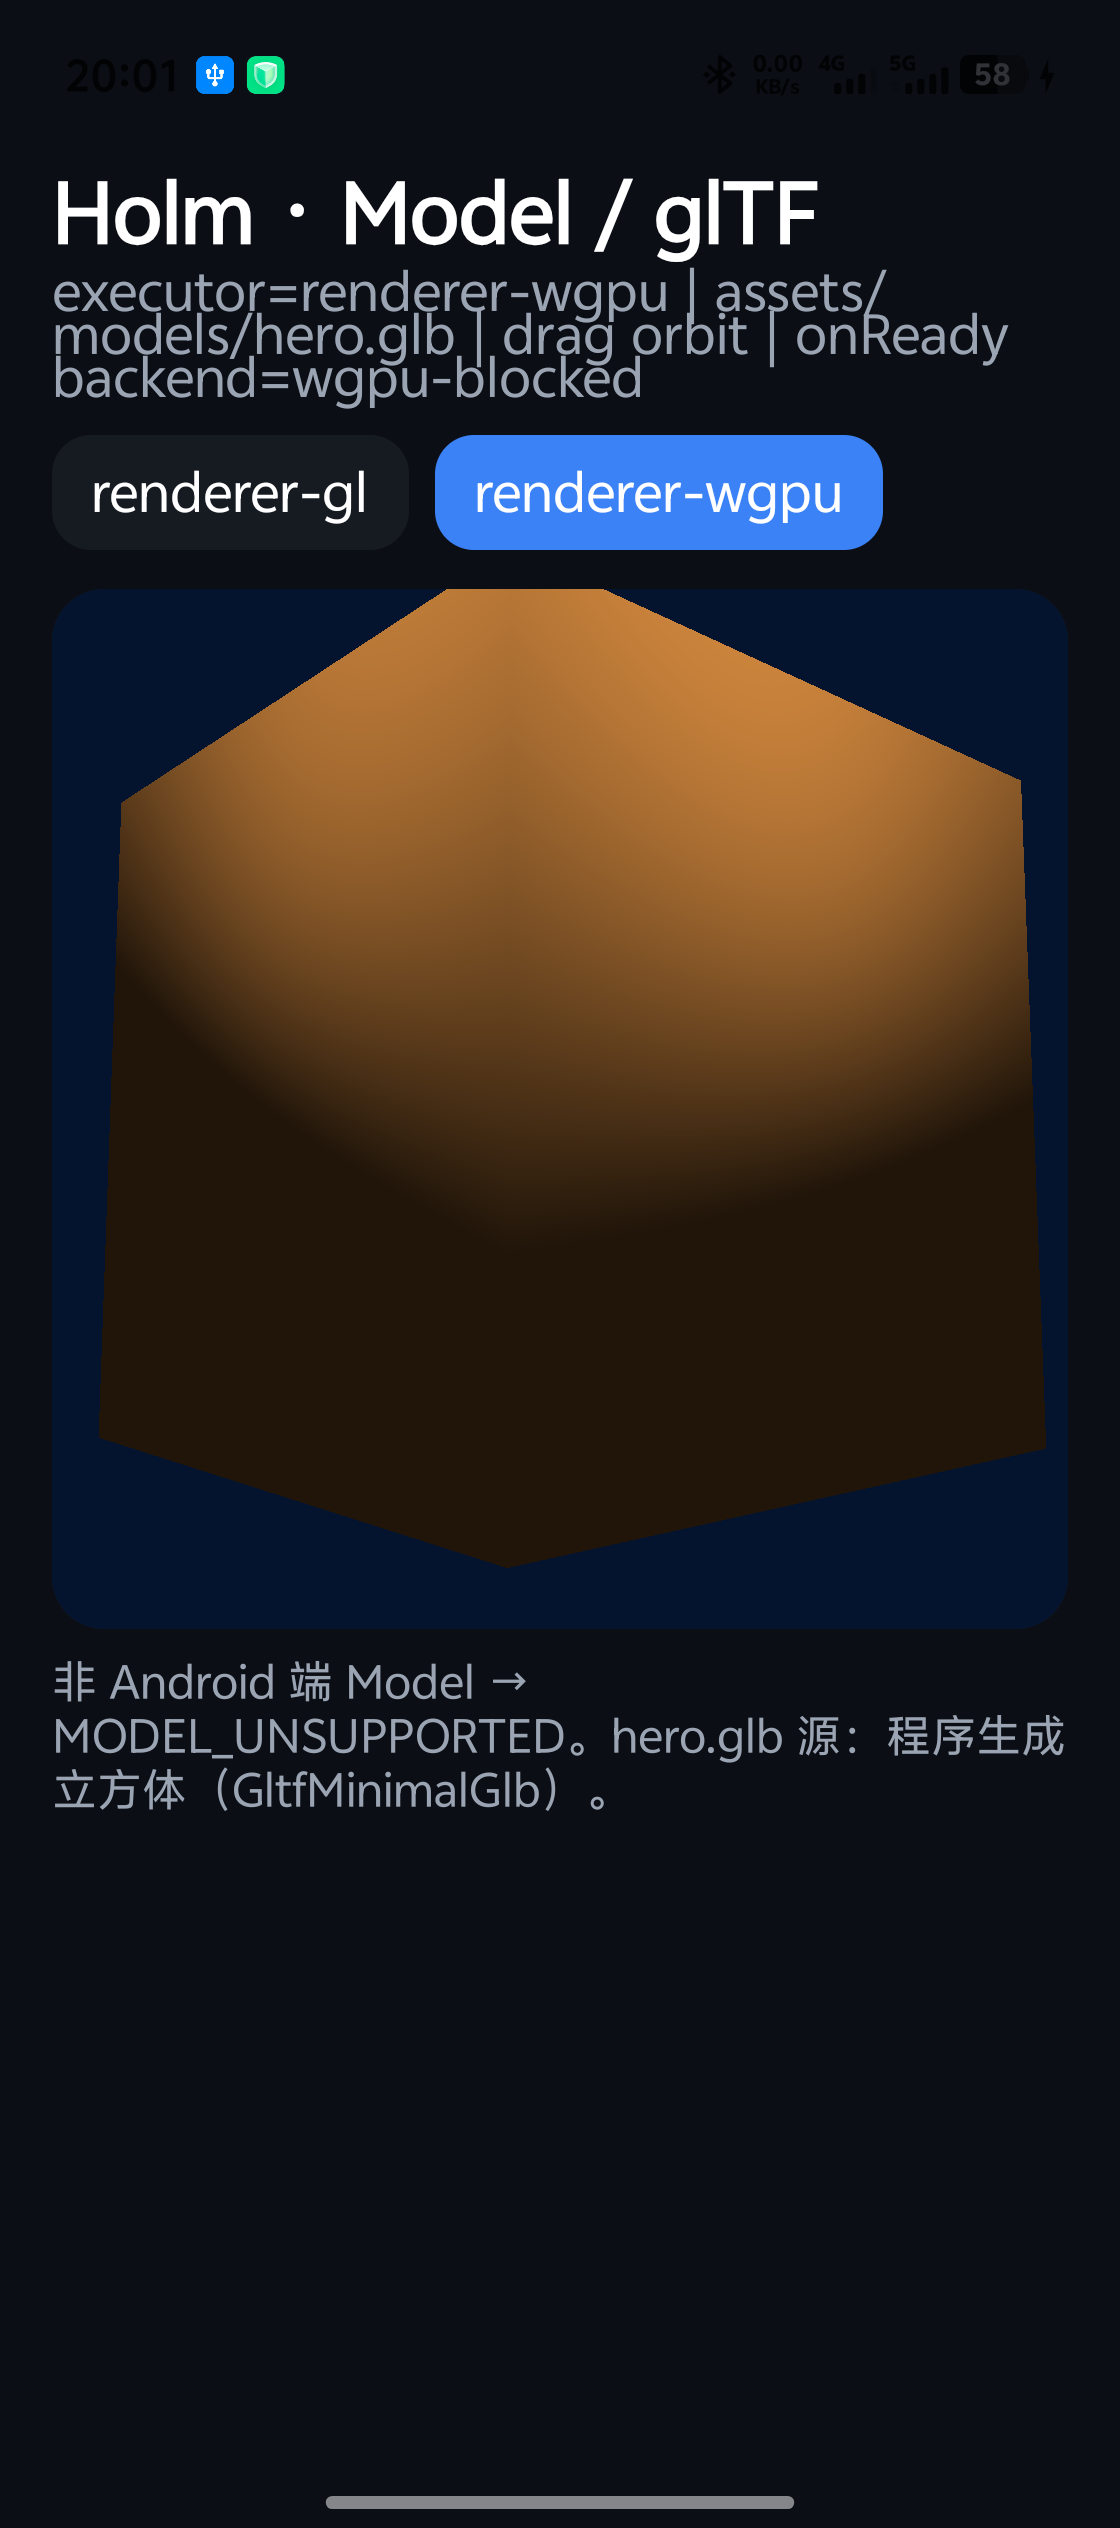 20:01
0.00 KB/s 4G 5G 58
Holm · Model / glTF
executor=renderer-wgpu | assets/
models/hero.glb | drag orbit | onReady
backend=wgpu-blocked
renderer-gl renderer-wgpu
非 Android 端 Model →
MODEL_UNSUPPORTED。hero.glb 源：程序生成
立方体（GltfMinimalGlb）。